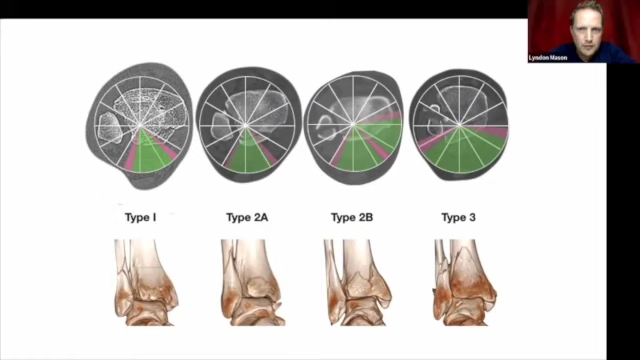 Lyndon Mason
Type I
Type 2A
Type 2B
Type 3